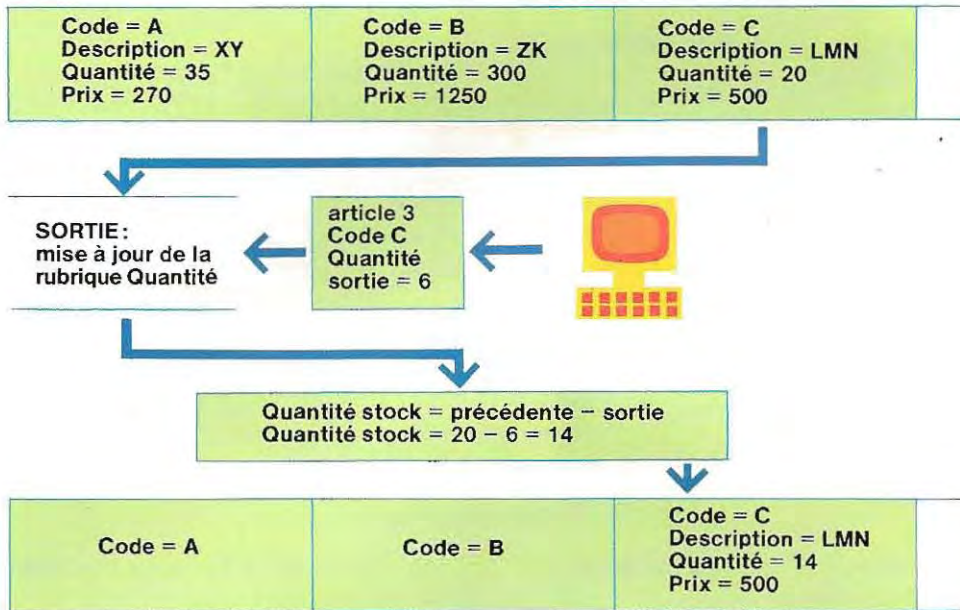 Code = A
Description = XY
Quantité = 35
Prix = 270
Code = B
Description = ZK
Quantité = 300
Prix = 1250
Code = C
Description = LMN
Quantité = 20
Prix = 500
SORTIE:
mise à jour de la
rubrique Quantité
article 3
Code C
Quantité
sortie = 6
Quantité stock = précédente – sortie
Quantité stock = 20 – 6 = 14
Code = A
Code = B
Code = C
Description = LMN
Quantité = 14
Prix = 500